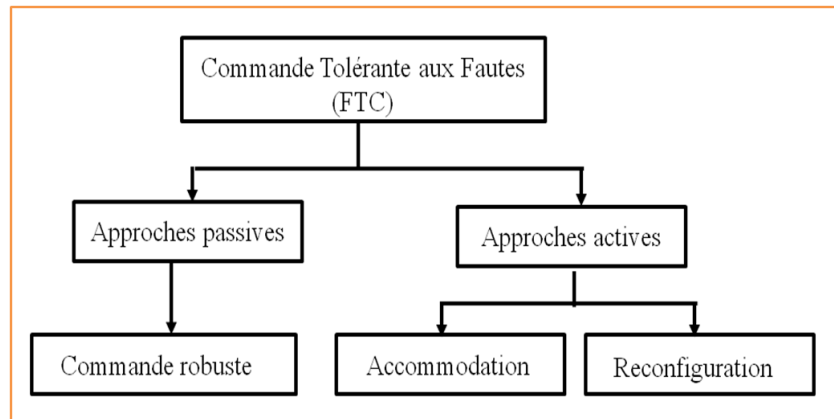 Commande Tolérante aux Fautes
(FTC)
Approches passives
Approches actives
Commande robuste
Accommodation
Reconfiguration